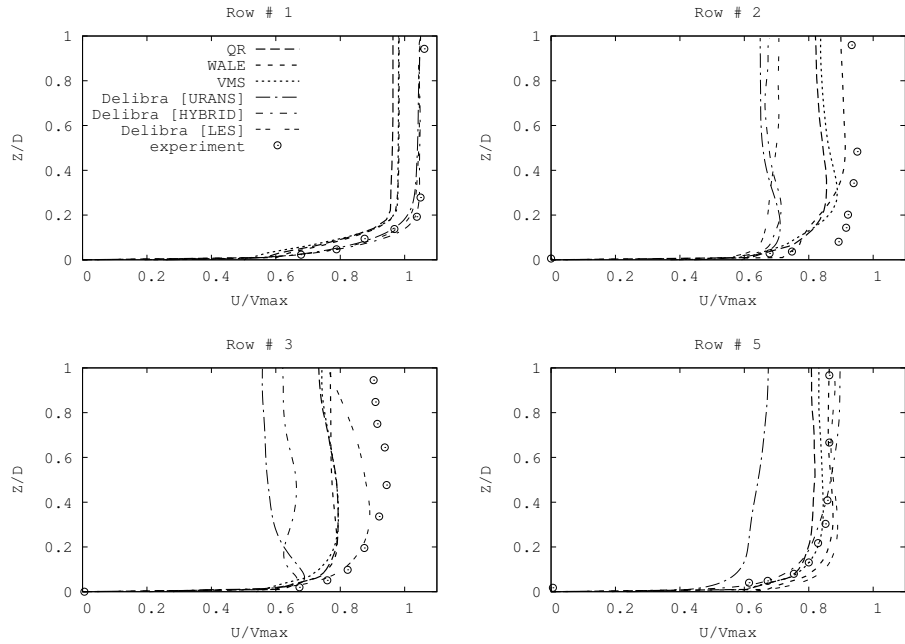 Row # 1
1
0.8
0.6
0.4
0.2
0
Z/D
QR
WALE
VMS
Delibra [URANS]
Delibra [HYBRID]
Delibra [LES]
experiment
0 0.2 0.4 0.6 0.8 1
U/Vmax
Row # 2
1
0.8
0.6
0.4
0.2
0
Z/D
0 0.2 0.4 0.6 0.8 1
U/Vmax
Row # 3
1
0.8
0.6
0.4
0.2
0
Z/D
0 0.2 0.4 0.6 0.8 1
U/Vmax
Row # 5
1
0.8
0.6
0.4
0.2
0
Z/D
0 0.2 0.4 0.6 0.8 1
U/Vmax